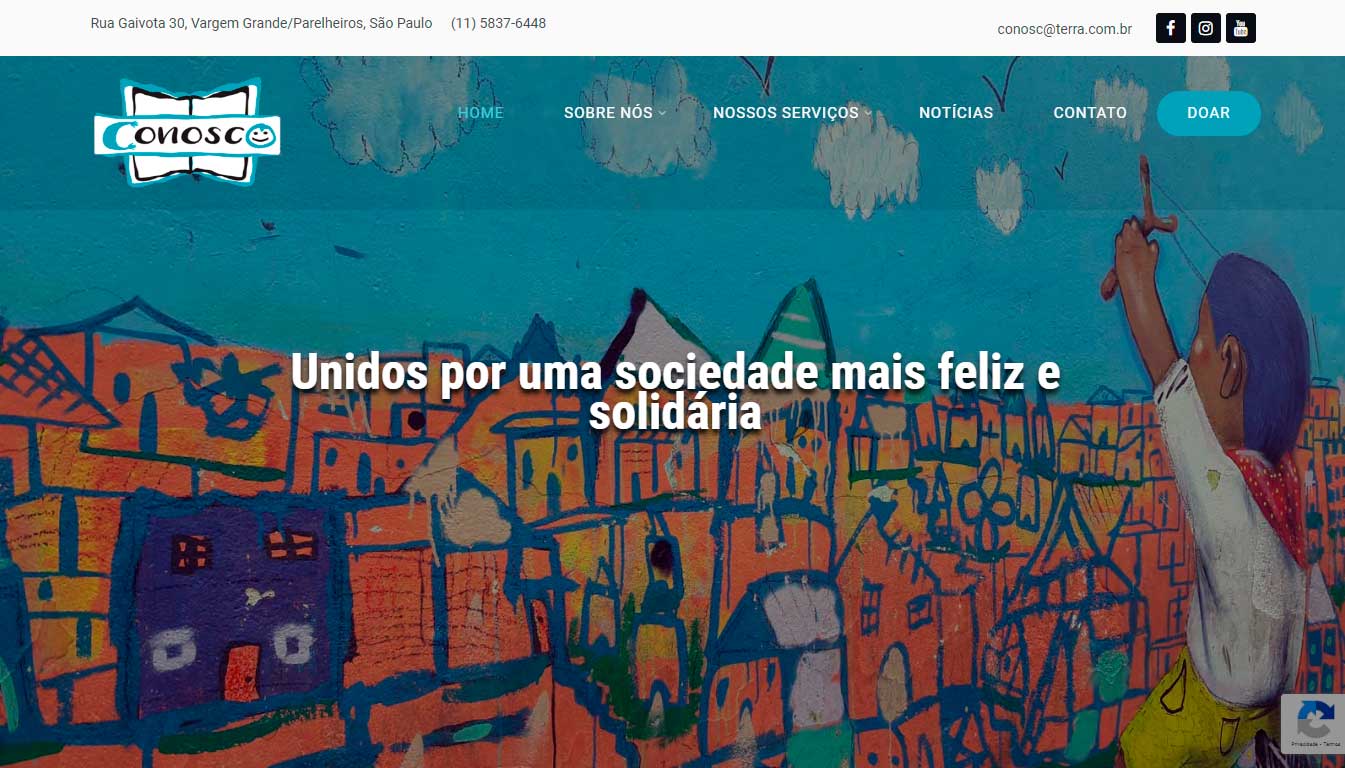 Rua Gaivota 30, Vargem Grande/Parelheiros, São Paulo (11) 5837-6448
conosc@terra.com.br
You
Tube
CONOSCO
HOME SOBRE NÓS NOSSOS SERVIÇOS NOTÍCIAS CONTATO DOAR
Unidos por uma sociedade mais feliz e
solidária
Privacidade - Termos